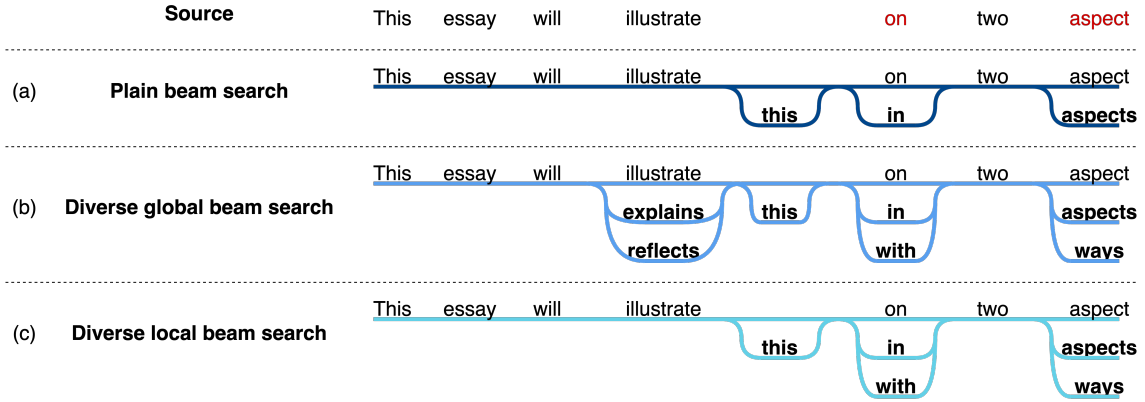 Source This essay will illustrate on two aspect
This essay will illustrate on two aspect
(a) Plain beam search
this in aspects
This essay will illustrate on two aspect
(b) Diverse global beam search
explains this in aspects
reflects with ways
This essay will illustrate on two aspect
(c) Diverse local beam search
this in aspects
with ways